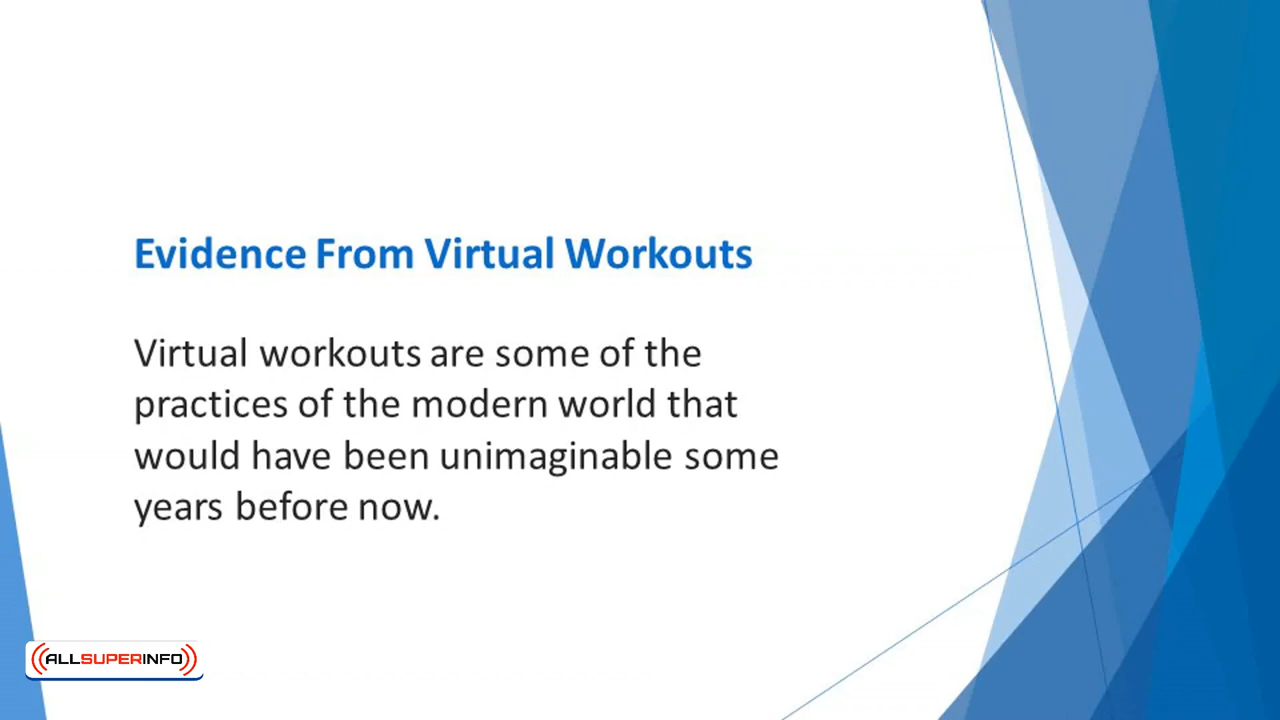 Evidence From Virtual Workouts
Virtual workouts are some of the
practices of the modern world that
would have been unimaginable some
years before now.
ALLSUPERINFO